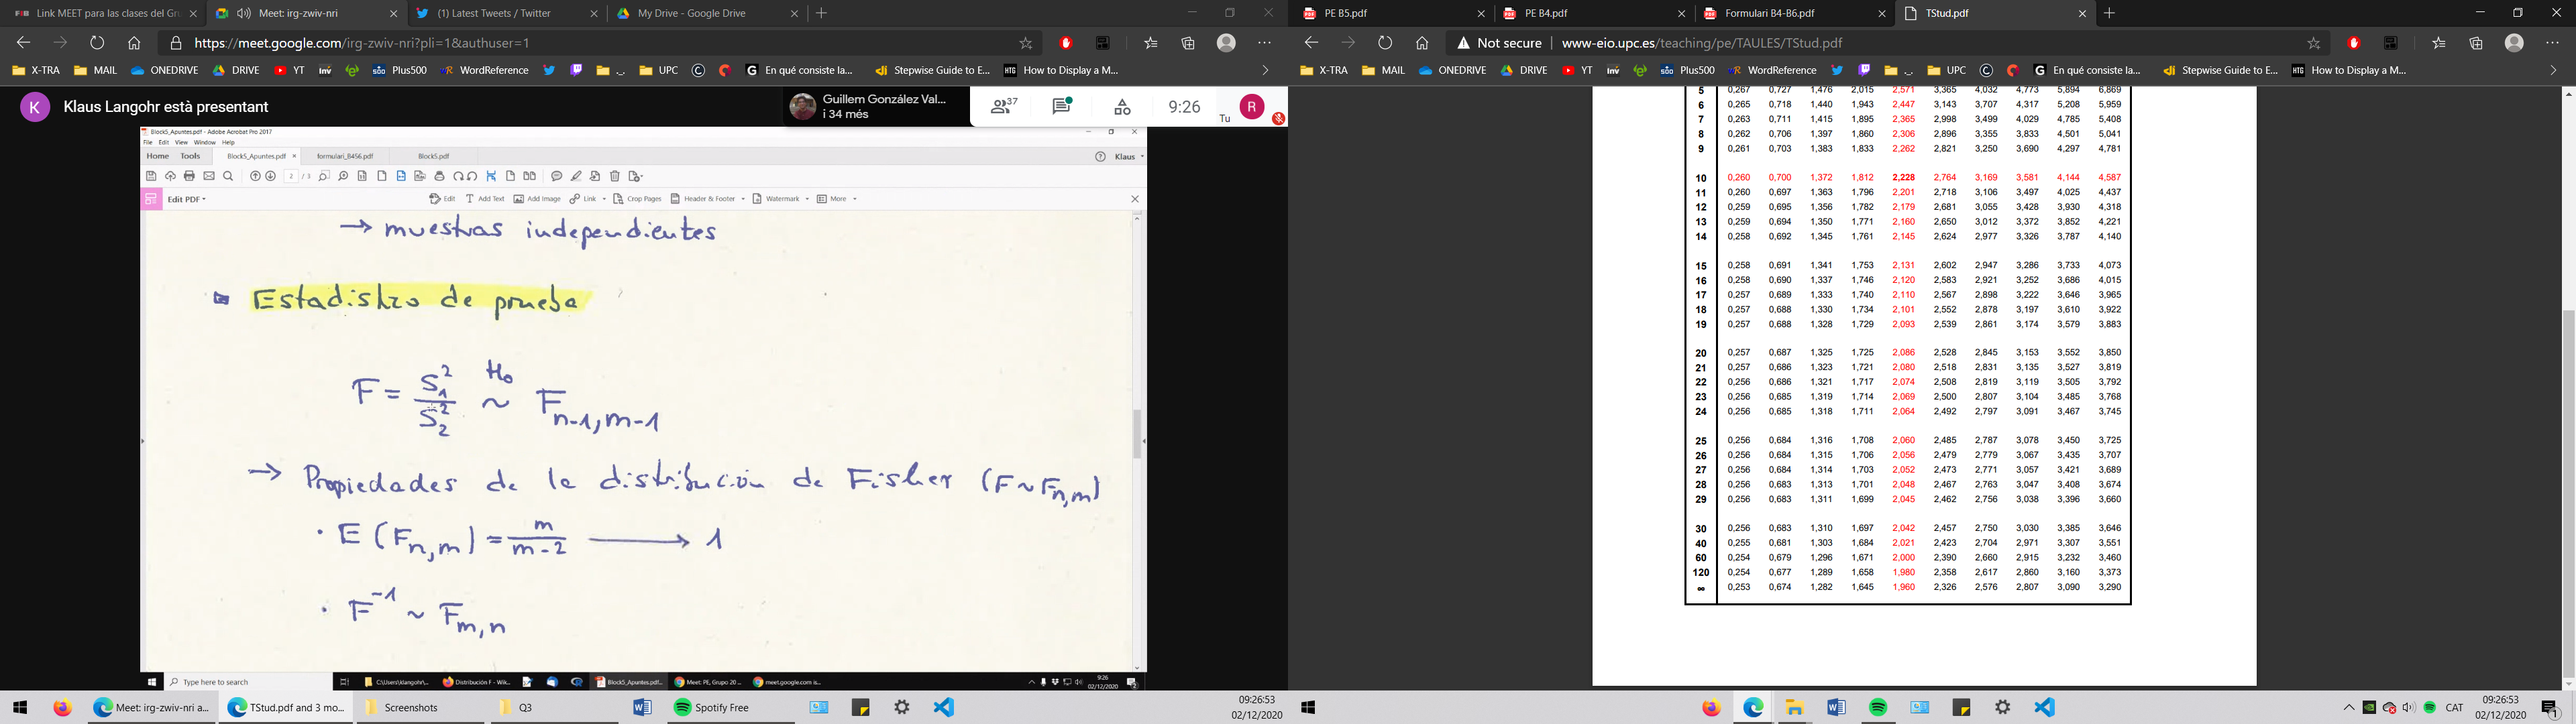 Link MEET para las clases del Gr
Meet: irg-zwiv-nri
(1) Latest Tweets / Twitter
My Drive - Google Drive
https://meet.google.com/irg-zwiv-nri?pli=1&authuser=1
X-TRA MAIL ONEDRIVE DRIVE YT inv Plus500 WordReference UPC En qué consiste la... Stepwise Guide to E... HTG How to Display a M...
Klaus Langohr està presentant
Guillem González Val...
i 34 més
37
9:26
Tu
R
K
Block5_Apuntes.pdf - Adobe Acrobat Pro 2017
File Edit View Window Help
Home Tools Block5_Apuntes.pdf formulari_B456.pdf Block5.pdf Klaus
2 / 3
Edit PDF Edit Add Text Add Image Link Crop Pages Header & Footer Watermark More
→ muestras independientes
Estadístico de prueba
F = S₁² / S₂² ~ F n-1, m-1
H₀
→ Propiedades de la distribución de Fisher (F ~ F n,m)
· E (F n,m) = m / m-2 → 1
· F⁻¹ ~ F m,n
Type here to search C:\Users\klangohr\... Distribución F - Wik... Block5_Apuntes.pdf... Meet: PE, Grupo 20 ... meet.google.com is...
9:26
02/12/2020
Meet: irg-zwiv-nri a... TStud.pdf and 3 mo... Screenshots Q3 Spotify Free
09:26:53
02/12/2020
PE B5.pdf
PE B4.pdf
Formulari B4-B6.pdf
TStud.pdf
Not secure www-eio.upc.es/teaching/pe/TAULES/TStud.pdf
X-TRA MAIL ONEDRIVE DRIVE YT inv Plus500 WordReference UPC En qué consiste la... Stepwise Guide to E... HTG How to Display a M...
5 0,267 0,727 1,476 2,015 2,571 3,365 4,032 4,773 5,894 6,869
6 0,265 0,718 1,440 1,943 2,447 3,143 3,707 4,317 5,208 5,959
7 0,263 0,711 1,415 1,895 2,365 2,998 3,499 4,029 4,785 5,408
8 0,262 0,706 1,397 1,860 2,306 2,896 3,355 3,833 4,501 5,041
9 0,261 0,703 1,383 1,833 2,262 2,821 3,250 3,690 4,297 4,781
10 0,260 0,700 1,372 1,812 2,228 2,764 3,169 3,581 4,144 4,587
11 0,260 0,697 1,363 1,796 2,201 2,718 3,106 3,497 4,025 4,437
12 0,259 0,695 1,356 1,782 2,179 2,681 3,055 3,428 3,930 4,318
13 0,259 0,694 1,350 1,771 2,160 2,650 3,012 3,372 3,852 4,221
14 0,258 0,692 1,345 1,761 2,145 2,624 2,977 3,326 3,787 4,140
15 0,258 0,691 1,341 1,753 2,131 2,602 2,947 3,286 3,733 4,073
16 0,258 0,690 1,337 1,746 2,120 2,583 2,921 3,252 3,686 4,015
17 0,257 0,689 1,333 1,740 2,110 2,567 2,898 3,222 3,646 3,965
18 0,257 0,688 1,330 1,734 2,101 2,552 2,878 3,197 3,610 3,922
19 0,257 0,688 1,328 1,729 2,093 2,539 2,861 3,174 3,579 3,883
20 0,257 0,687 1,325 1,725 2,086 2,528 2,845 3,153 3,552 3,850
21 0,257 0,686 1,323 1,721 2,080 2,518 2,831 3,135 3,527 3,819
22 0,256 0,686 1,321 1,717 2,074 2,508 2,819 3,119 3,505 3,792
23 0,256 0,685 1,319 1,714 2,069 2,500 2,807 3,104 3,485 3,768
24 0,256 0,685 1,318 1,711 2,064 2,492 2,797 3,091 3,467 3,745
25 0,256 0,684 1,316 1,708 2,060 2,485 2,787 3,078 3,450 3,725
26 0,256 0,684 1,315 1,706 2,056 2,479 2,779 3,067 3,435 3,707
27 0,256 0,684 1,314 1,703 2,052 2,473 2,771 3,057 3,421 3,689
28 0,256 0,683 1,313 1,701 2,048 2,467 2,763 3,047 3,408 3,674
29 0,256 0,683 1,311 1,699 2,045 2,462 2,756 3,038 3,396 3,660
30 0,256 0,683 1,310 1,697 2,042 2,457 2,750 3,030 3,385 3,646
40 0,255 0,681 1,303 1,684 2,021 2,423 2,704 2,971 3,307 3,551
60 0,254 0,679 1,296 1,671 2,000 2,390 2,660 2,915 3,232 3,460
120 0,254 0,677 1,289 1,658 1,980 2,358 2,617 2,860 3,160 3,373
∞ 0,253 0,674 1,282 1,645 1,960 2,326 2,576 2,807 3,090 3,290
CAT
09:26:53
02/12/2020